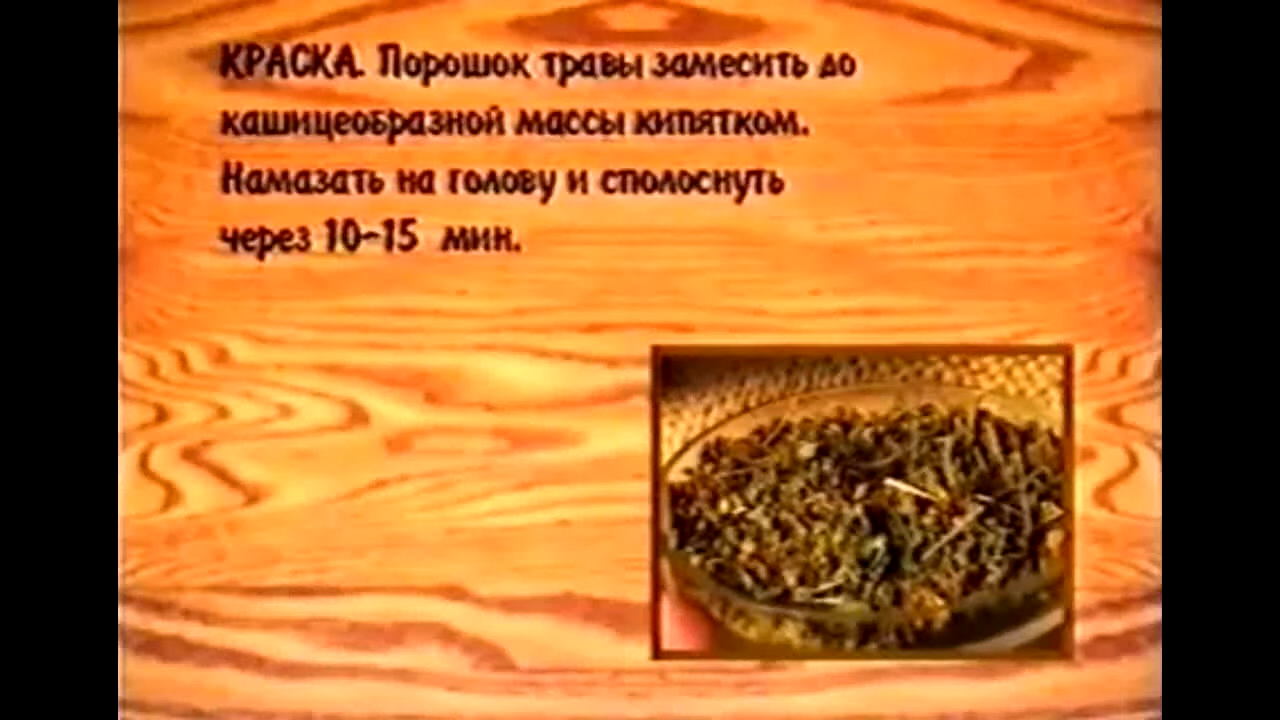 КРАСКА. Порошок травы замесить до
кашицеобразной массы кипятком.
Намазать на голову и сполоснуть
через 10-15 мин.